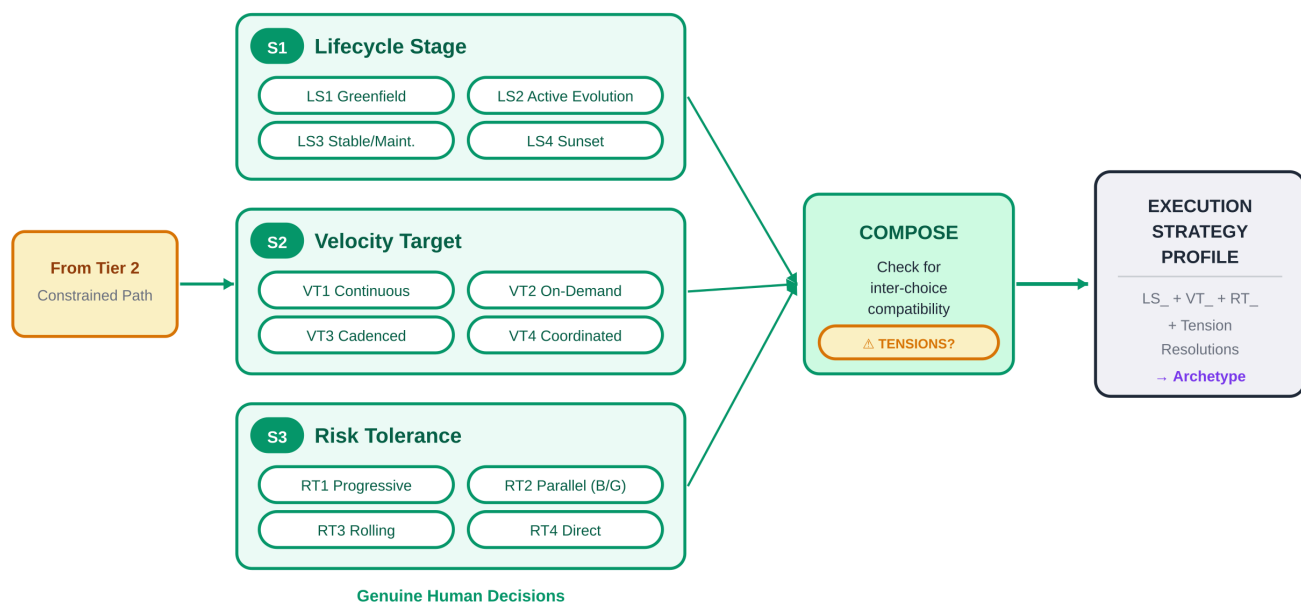 From Tier 2
Constrained Path
S1 Lifecycle Stage
LS1 Greenfield
LS2 Active Evolution
LS3 Stable/Maint.
LS4 Sunset
S2 Velocity Target
VT1 Continuous
VT2 On-Demand
VT3 Cadenced
VT4 Coordinated
S3 Risk Tolerance
RT1 Progressive
RT2 Parallel (B/G)
RT3 Rolling
RT4 Direct
Genuine Human Decisions
COMPOSE
Check for
inter-choice
compatibility
⚠ TENSIONS?
EXECUTION
STRATEGY
PROFILE
LS_ + VT_ + RT_
+ Tension
Resolutions
→ Archetype